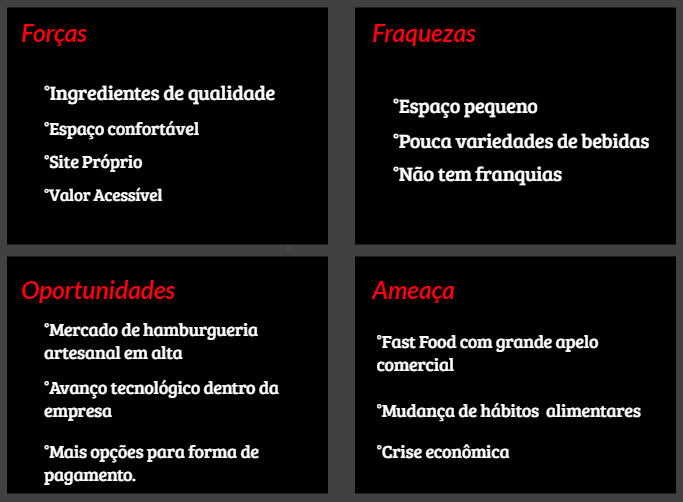 Forças
°Ingredientes de qualidade
°Espaço confortável
°Site Próprio
°Valor Acessível
Fraquezas
°Espaço pequeno
°Pouca variedades de bebidas
°Não tem franquias
Oportunidades
°Mercado de hamburgueria
artesanal em alta
°Avanço tecnológico dentro da
empresa
°Mais opções para forma de
pagamento.
Ameaça
°Fast Food com grande apelo
comercial
°Mudança de hábitos alimentares
°Crise econômica